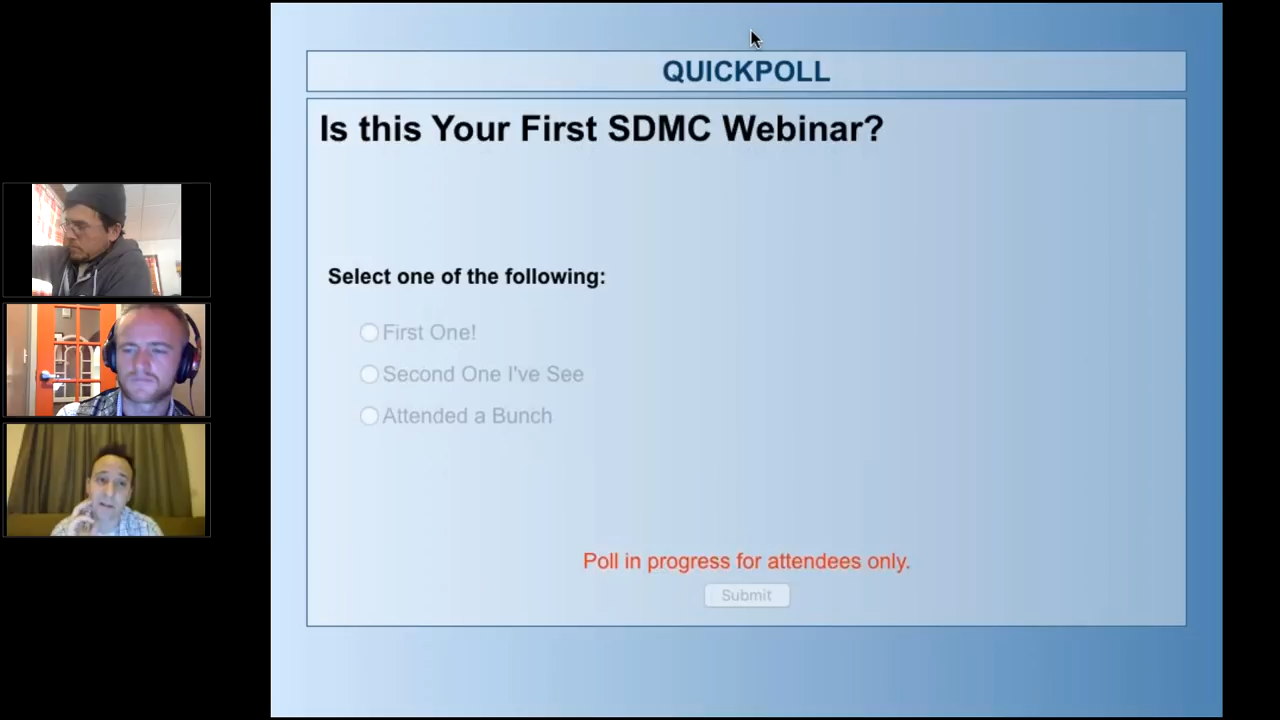 QUICKPOLL
Is this Your First SDMC Webinar?
Select one of the following:
First One!
Second One I've See
Attended a Bunch
Poll in progress for attendees only.
Submit